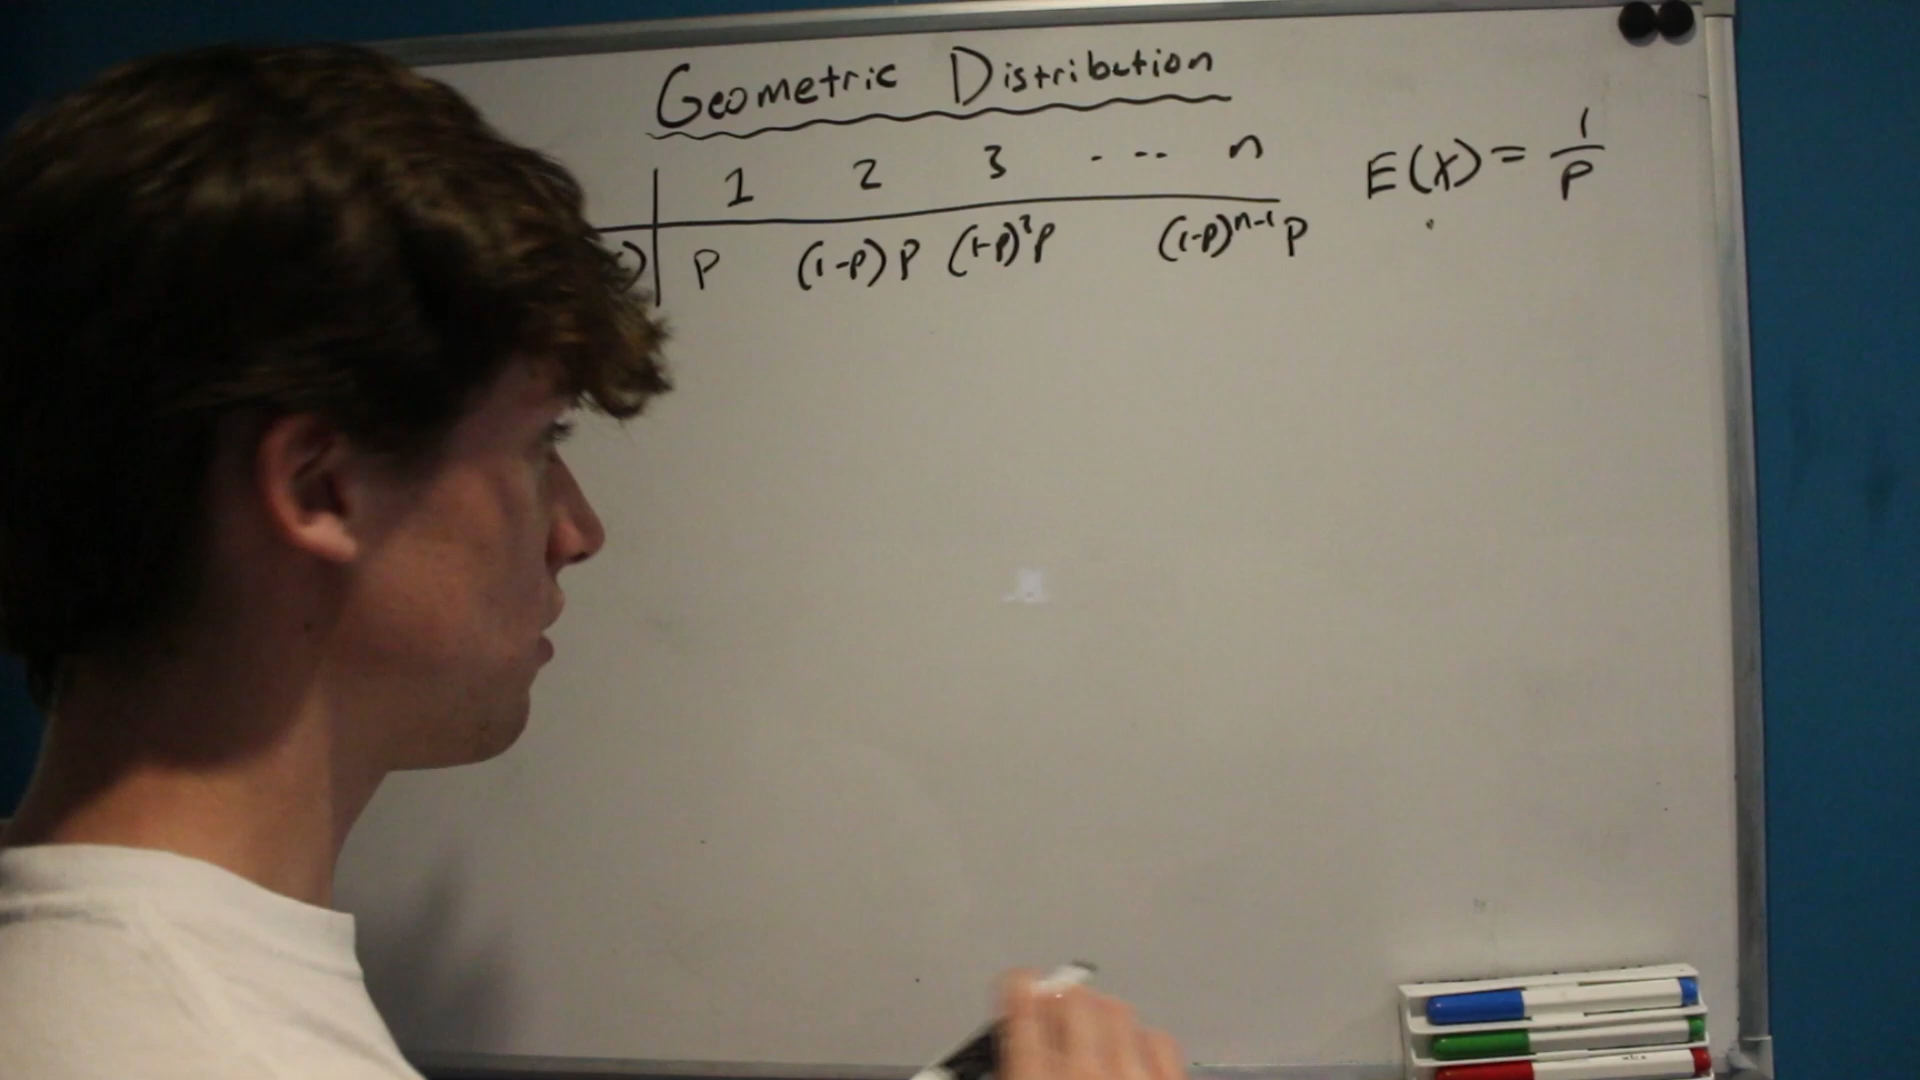 Geometric Distribution
1 2 3 . . . . n
) P (1-P) P (1-P)²P (1-P)ⁿ⁻¹ P
E(X) = 1/P